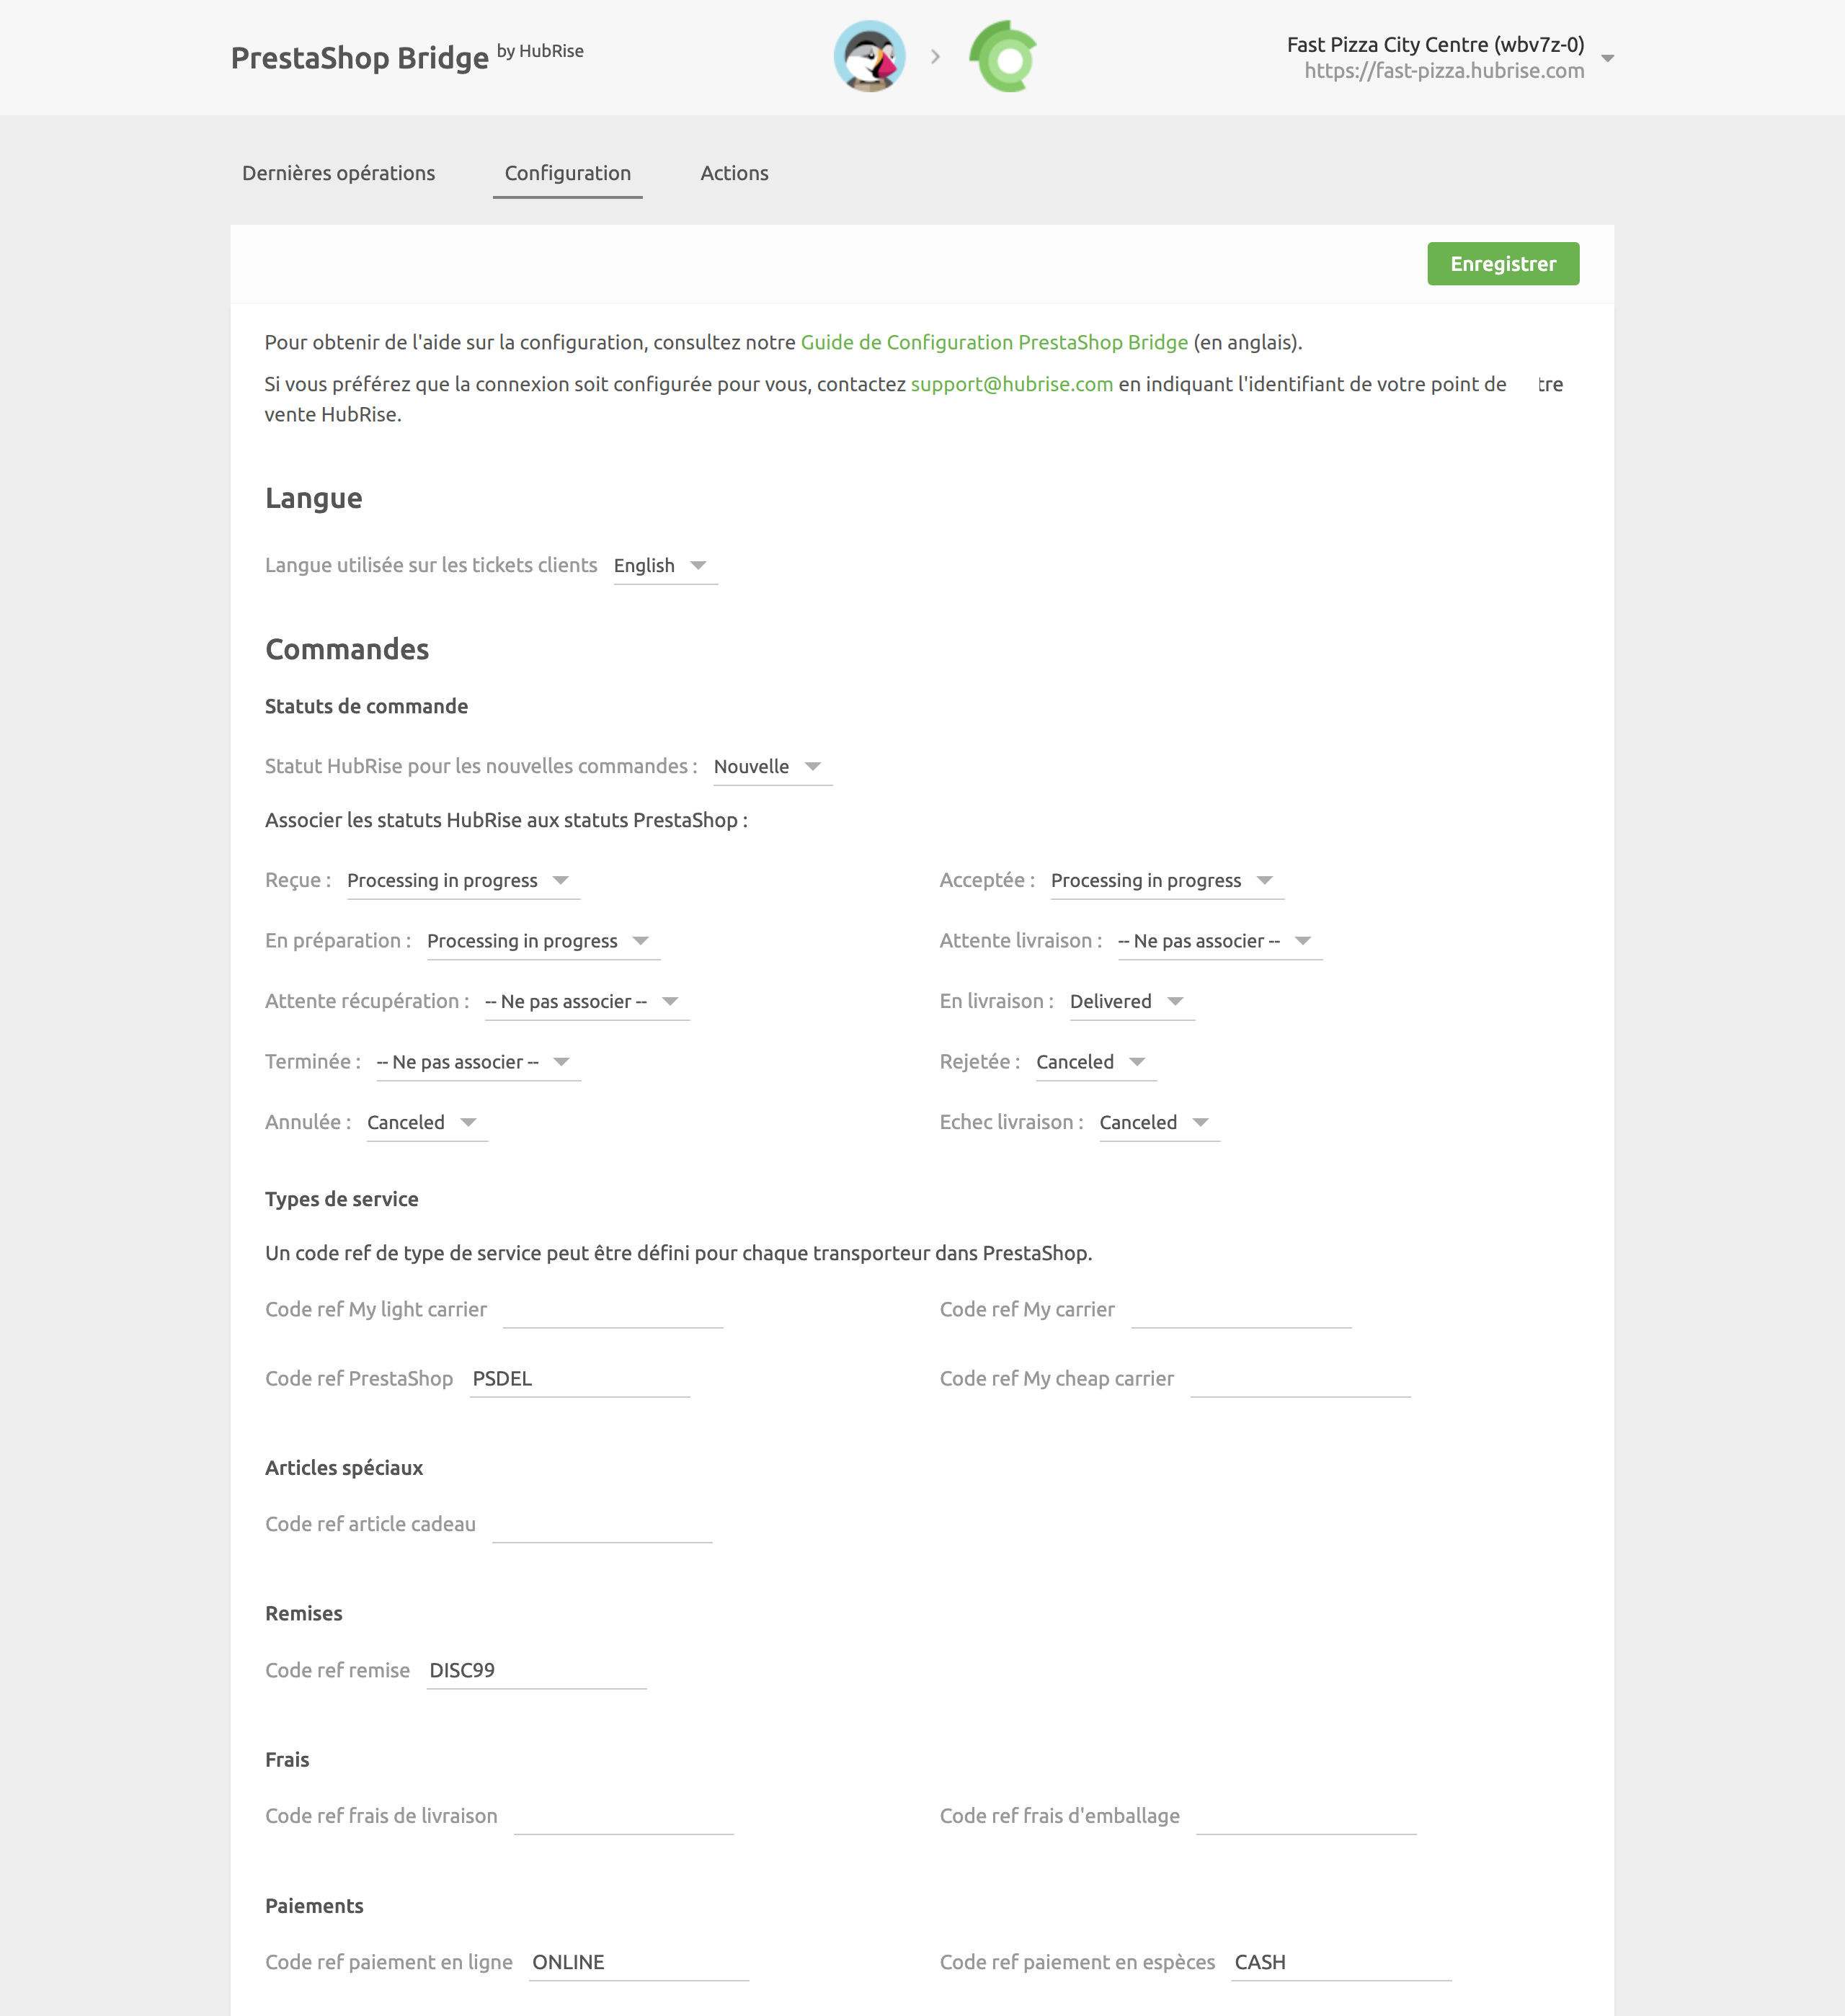 PrestaShop Bridge by HubRise
Fast Pizza City Centre (wbv7z-0)
https://fast-pizza.hubrise.com
Dernières opérations Configuration Actions
Enregistrer
Pour obtenir de l'aide sur la configuration, consultez notre Guide de Configuration PrestaShop Bridge (en anglais).
Si vous préférez que la connexion soit configurée pour vous, contactez support@hubrise.com en indiquant l'identifiant de votre point de tre
vente HubRise.
Langue
Langue utilisée sur les tickets clients English
Commandes
Statuts de commande
Statut HubRise pour les nouvelles commandes : Nouvelle
Associer les statuts HubRise aux statuts PrestaShop :
Reçue : Processing in progress Acceptée : Processing in progress
En préparation : Processing in progress Attente livraison : -- Ne pas associer --
Attente récupération : -- Ne pas associer -- En livraison : Delivered
Terminée : -- Ne pas associer -- Rejetée : Canceled
Annulée : Canceled Echec livraison : Canceled
Types de service
Un code ref de type de service peut être défini pour chaque transporteur dans PrestaShop.
Code ref My light carrier Code ref My carrier
Code ref PrestaShop PSDEL Code ref My cheap carrier
Articles spéciaux
Code ref article cadeau
Remises
Code ref remise DISC99
Frais
Code ref frais de livraison Code ref frais d'emballage
Paiements
Code ref paiement en ligne ONLINE Code ref paiement en espèces CASH